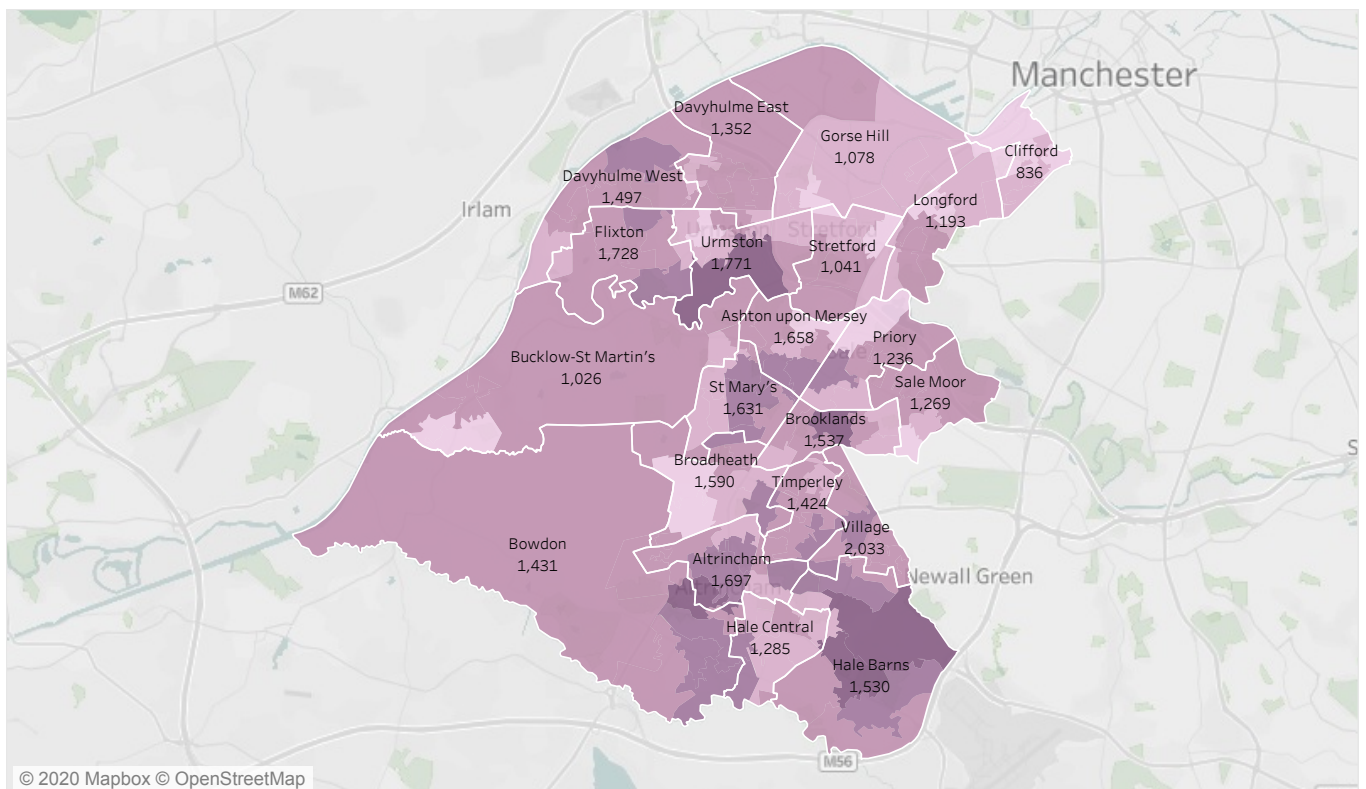 Manchester
Davyhulme East
1,352
Gorse Hill
1,078
Clifford
836
Davyhulme West
1,497
Irlam
Longford
1,193
Flixton
1,728
Urmston
1,771
Stretford
Stretford
1,041
M62
Ashton upon Mersey
1,658
Priory
1,236
Bucklow-St Martin's
1,026
St Mary's
1,631
Sale Moor
1,269
Brooklands
1,537
S
Broadheath
1,590
Timperley
1,424
Village
2,033
Bowdon
1,431
Altrincham
1,697
Newall Green
Hale Central
1,285
Hale Barns
1,530
M56
© 2020 Mapbox © OpenStreetMap